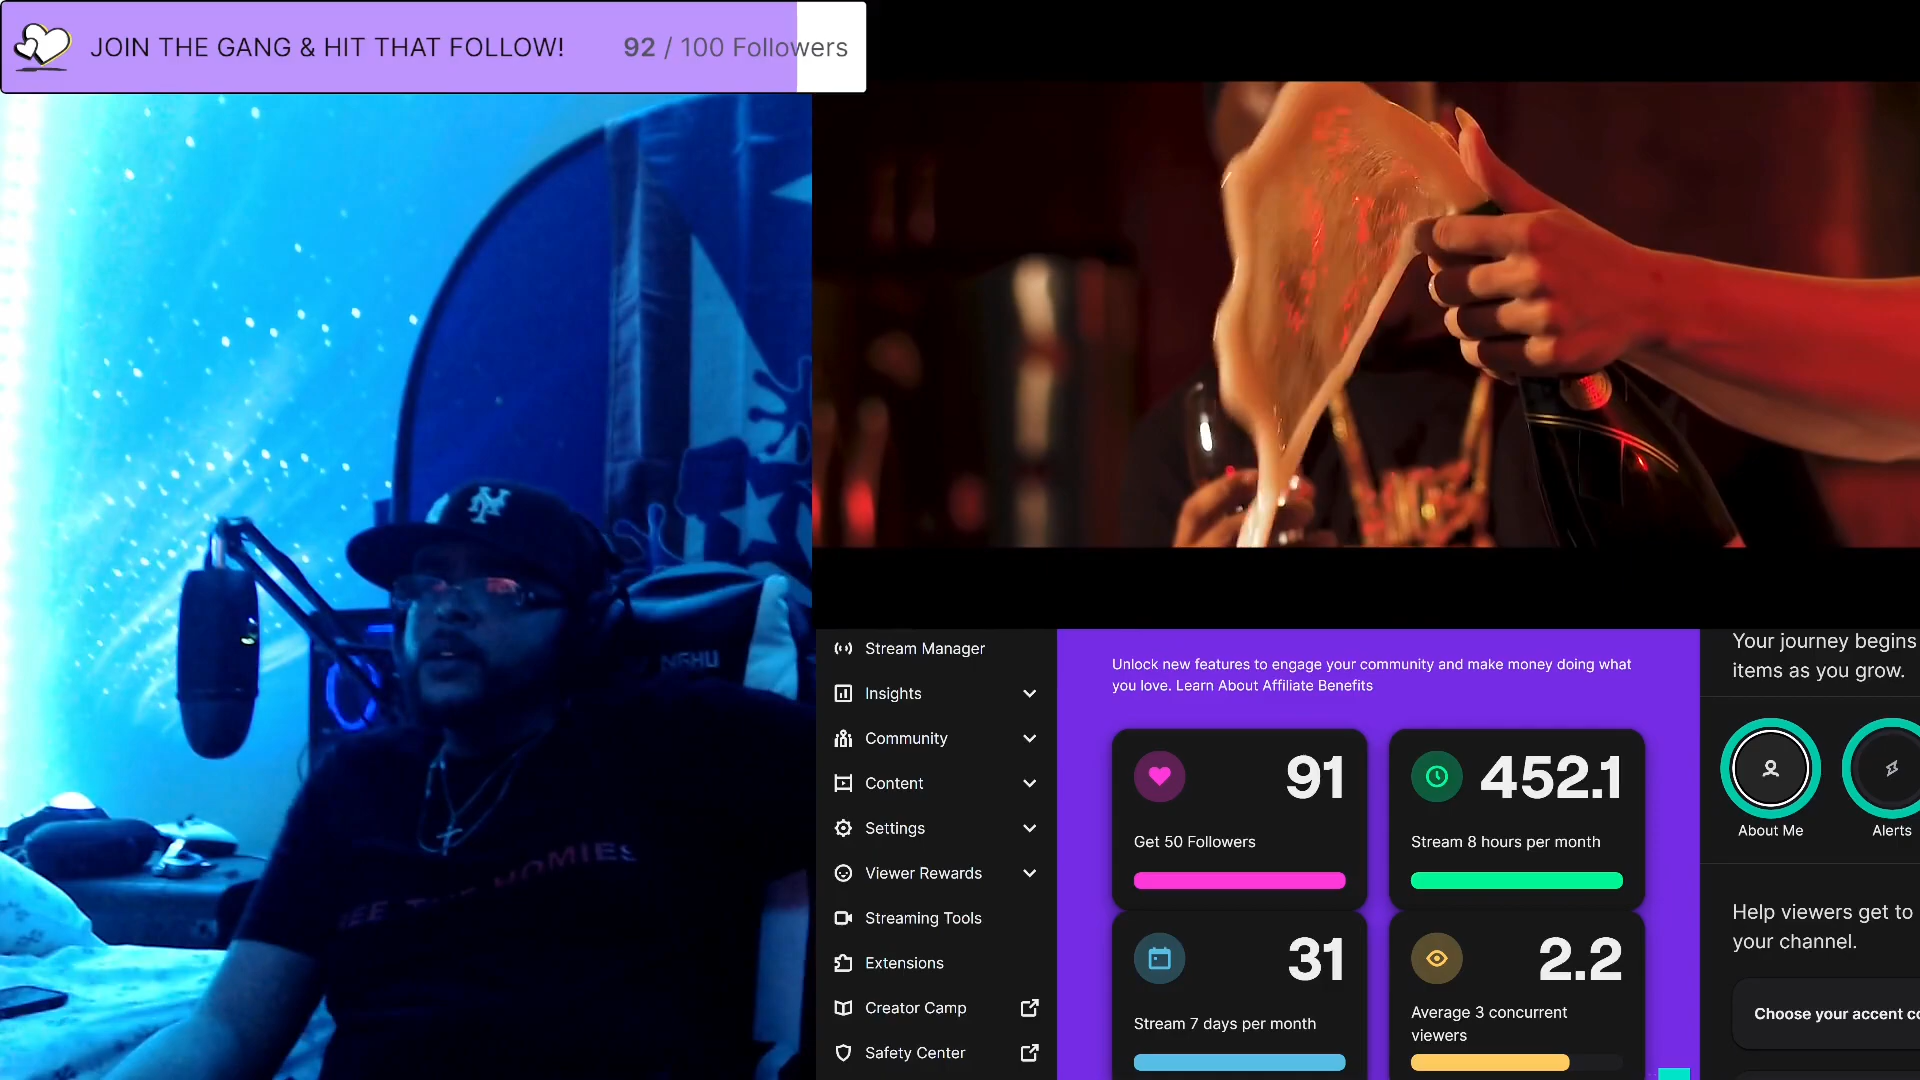 JOIN THE GANG & HIT THAT FOLLOW!
92 / 100 Followers
NY
HOMIES
Stream Manager
Insights
Community
Content
Settings
Viewer Rewards
Streaming Tools
Extensions
Creator Camp
Safety Center
Unlock new features to engage your community and make money doing what
you love. Learn About Affiliate Benefits
91
Get 50 Followers
452.1
Stream 8 hours per month
31
Stream 7 days per month
2.2
Average 3 concurrent
viewers
Your journey begins
items as you grow.
About Me
Alerts
Help viewers get to
your channel.
Choose your accent co